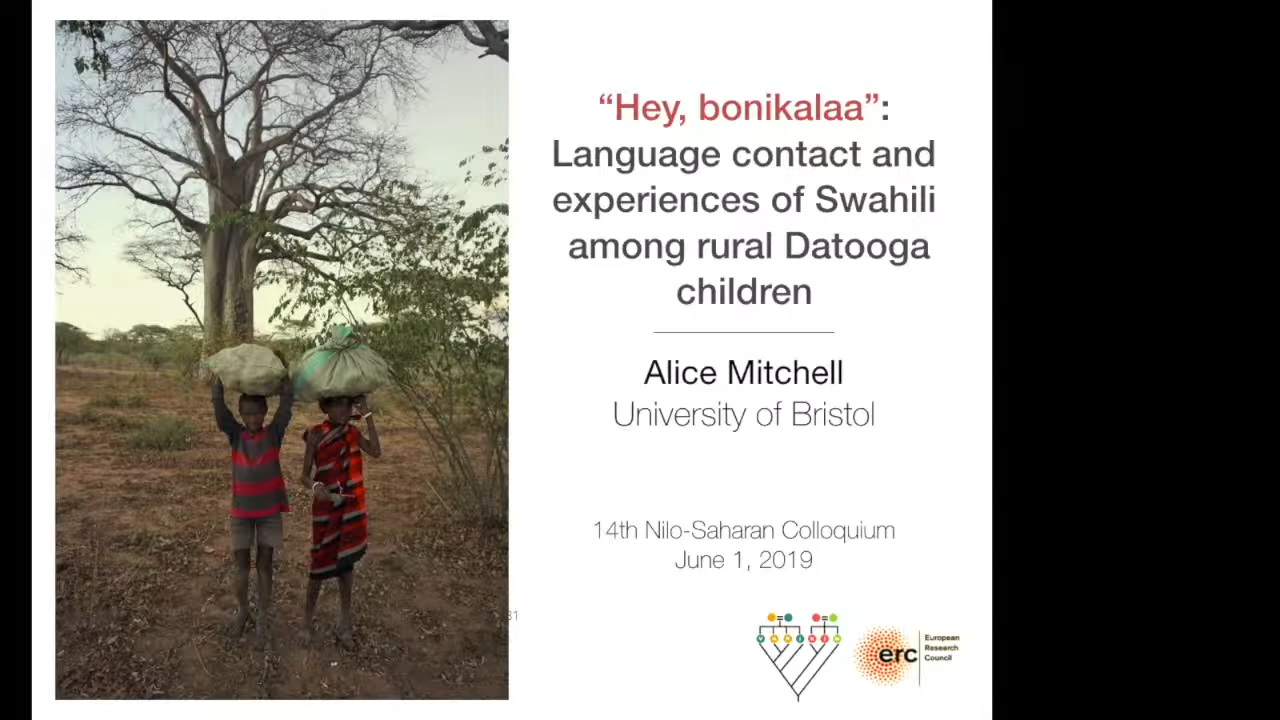 “Hey, bonikalaa”:
Language contact and
experiences of Swahili
among rural Datooga
children
Alice Mitchell
University of Bristol
14th Nilo-Saharan Colloquium
June 1, 2019
31
V A R I K I N
erc
European
Research
Council